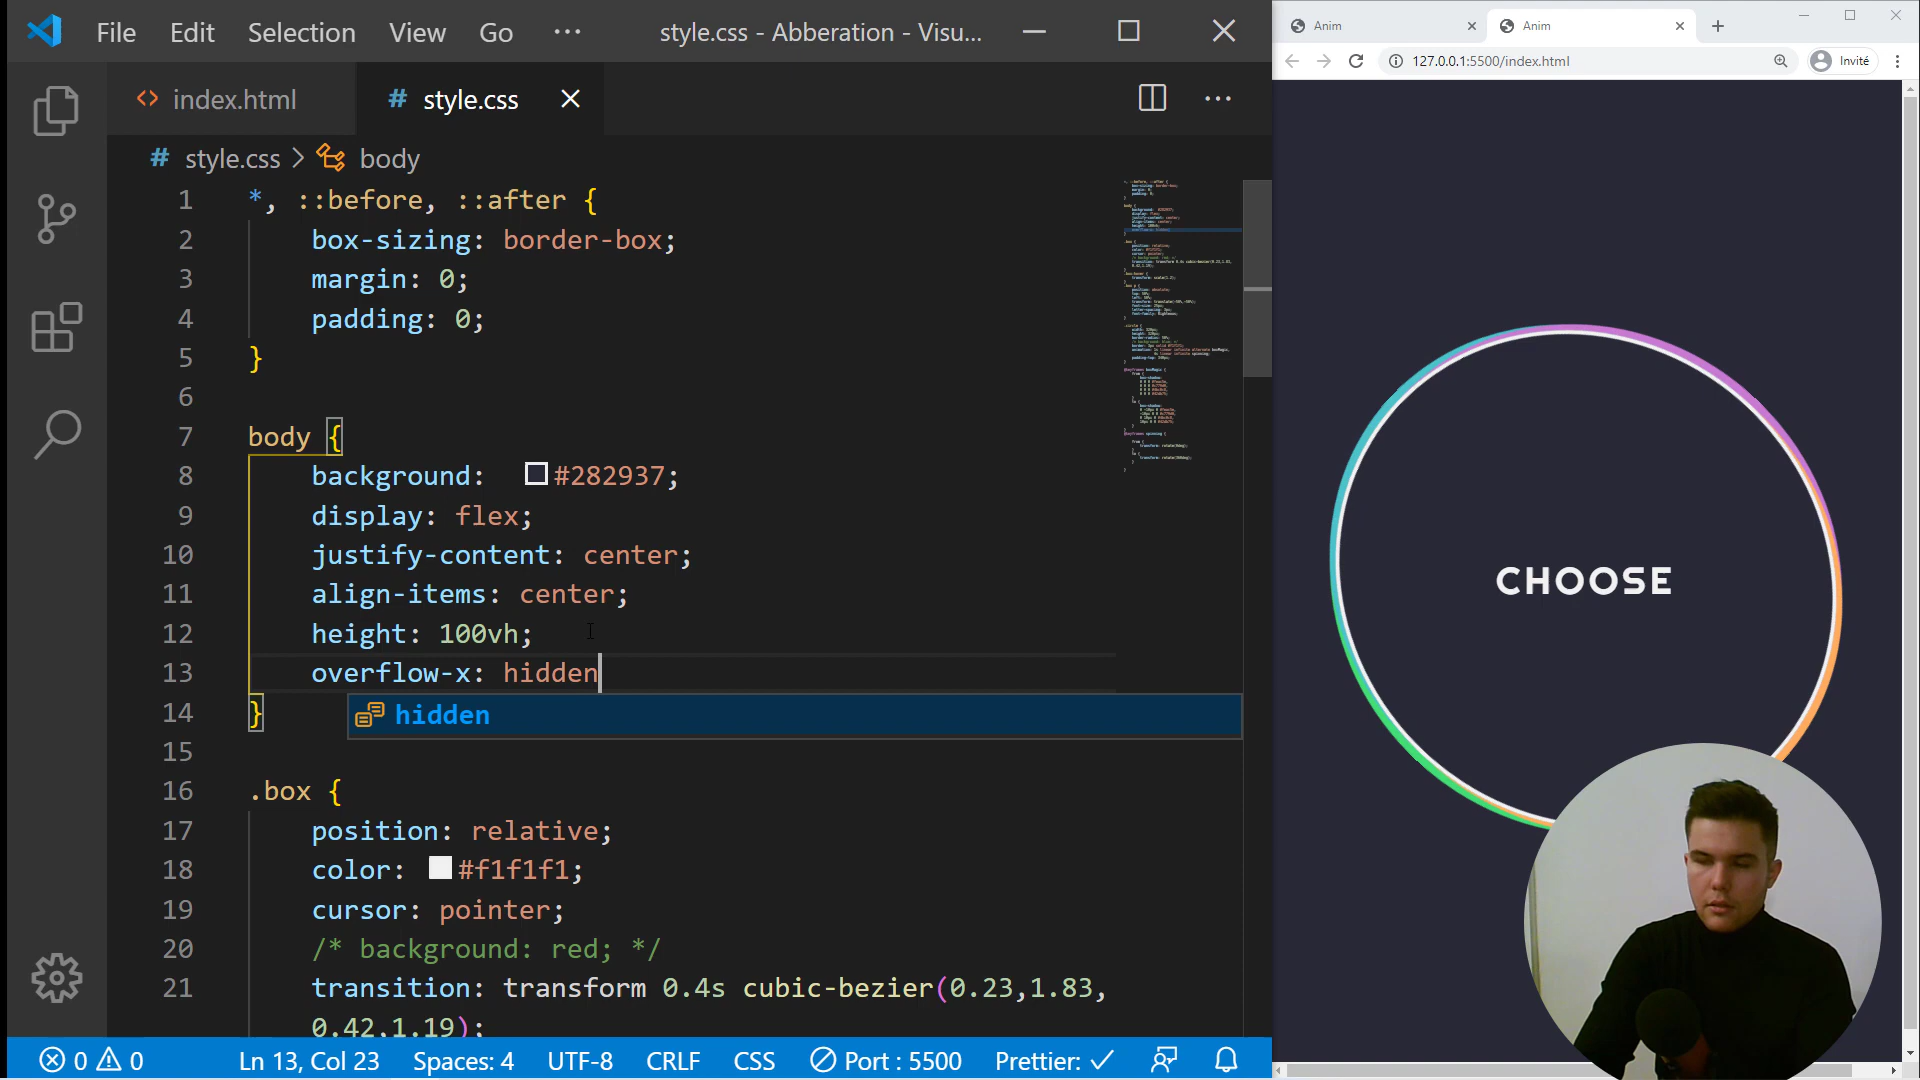 File Edit Selection View Go ··· style.css - Abberation - Visu...
index.html # style.css
# style.css > body
1 *, ::before, ::after {
2 box-sizing: border-box;
3 margin: 0;
4 padding: 0;
5 }
6
7 body {
8 background: #282937;
9 display: flex;
10 justify-content: center;
11 align-items: center;
12 height: 100vh;
13 overflow-x: hidden
14 }
hidden
15
16 .box {
17 position: relative;
18 color: #f1f1f1;
19 cursor: pointer;
20 /* background: red; */
21 transition: transform 0.4s cubic-bezier(0.23,1.83,
0.42,1.19);
0 0 Ln 13, Col 23 Spaces: 4 UTF-8 CRLF CSS Port : 5500 Prettier: ✓
Anim Anim
127.0.0.1:5500/index.html Invité
CHOOSE